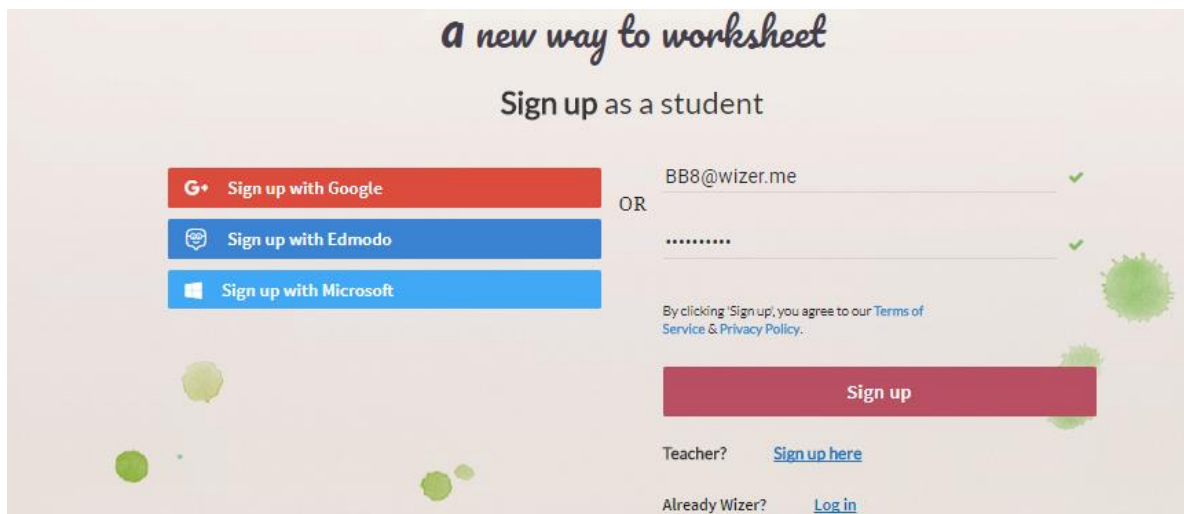 a new way to worksheet
Sign up as a student
G+ Sign up with Google
Sign up with Edmodo
Sign up with Microsoft
OR
BB8@wizer.me
••••••••••
By clicking 'Sign up', you agree to our Terms of
Service & Privacy Policy.
Sign up
Teacher? Sign up here
Already Wizer? Log in